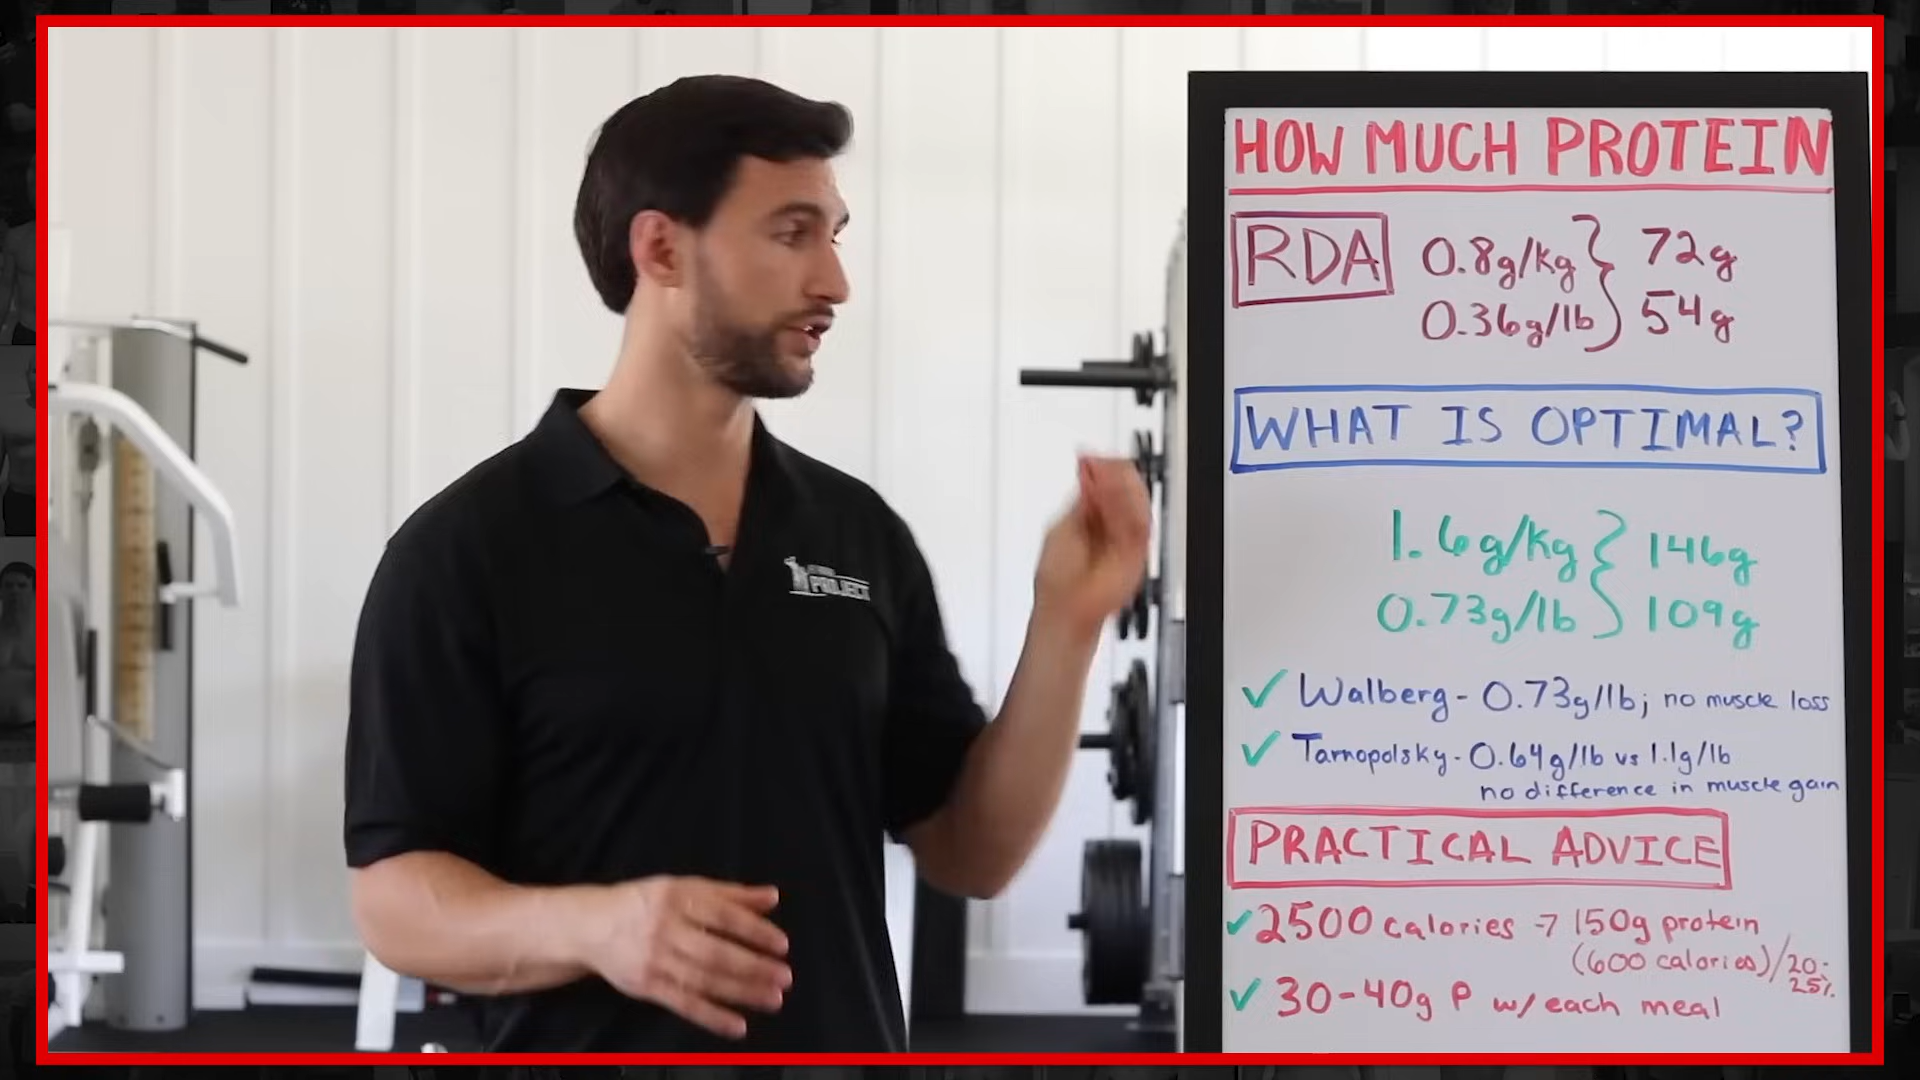 HOW MUCH PROTEIN
RDA 0.8g/kg } 72g
0.36g/lb } 54g
WHAT IS OPTIMAL?
1.6g/kg } 146g
0.73g/lb } 109g
✓ Walberg - 0.73g/lb; no muscle loss
✓ Tarnopolsky - 0.64g/lb vs 1.1g/lb
no difference in muscle gain
PRACTICAL ADVICE
✓ 2500 calories → 150g protein
(600 calories)/20-
25%
✓ 30-40g P w/ each meal
PROJECT